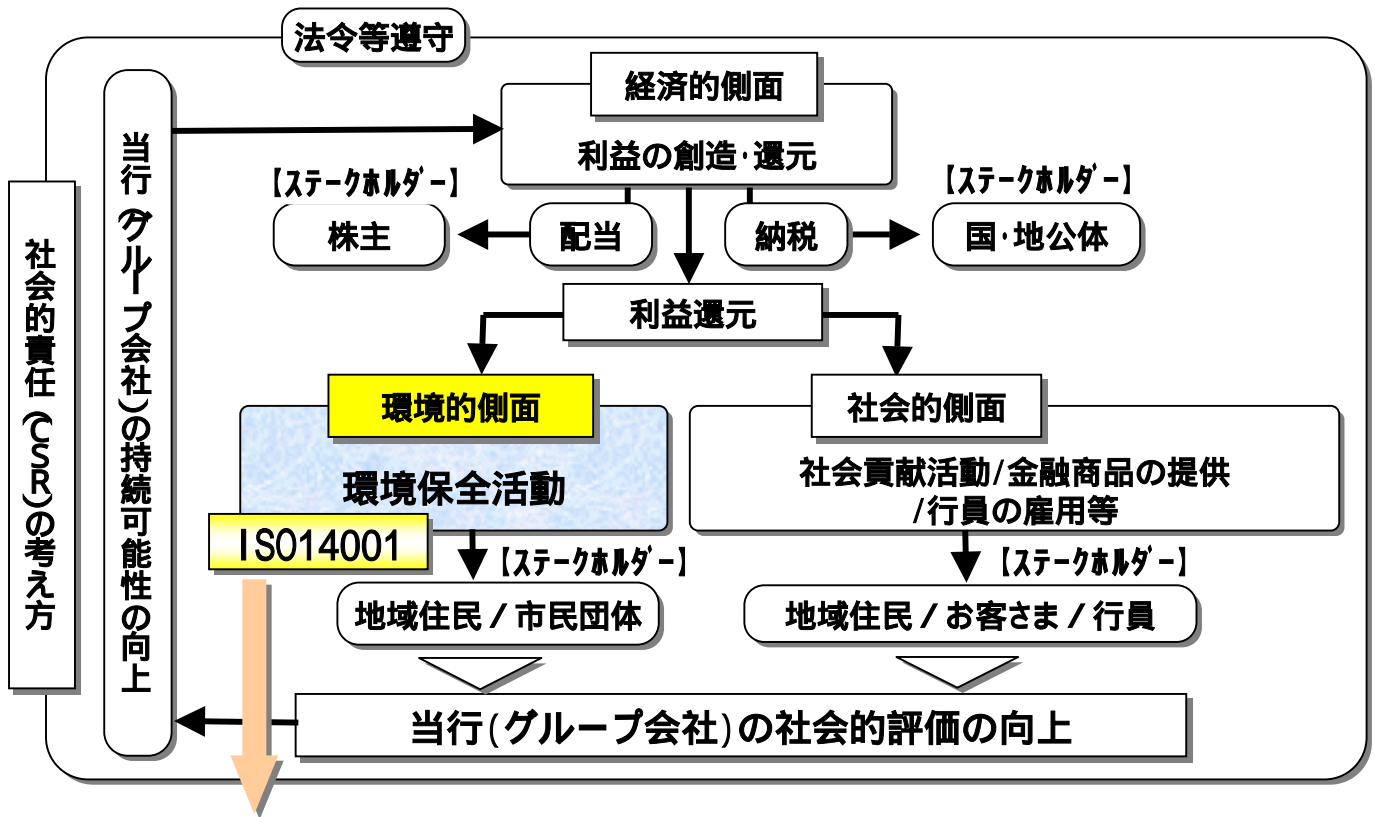 法令等遵守
経済的側面
利益の創造・還元
【ｽﾃｰｸﾎﾙﾀﾞｰ】
【ｽﾃｰｸﾎﾙﾀﾞｰ】
株主
配当
納税
国・地公体
利益還元
社会的責任(CSR)の考え方
当行(グループ会社)の持続可能性の向上
環境的側面
環境保全活動
ISO14001
社会的側面
社会貢献活動/金融商品の提供
/行員の雇用等
【ｽﾃｰｸﾎﾙﾀﾞｰ】
【ｽﾃｰｸﾎﾙﾀﾞｰ】
地域住民／市民団体
地域住民／お客さま／行員
当行(グループ会社)の社会的評価の向上